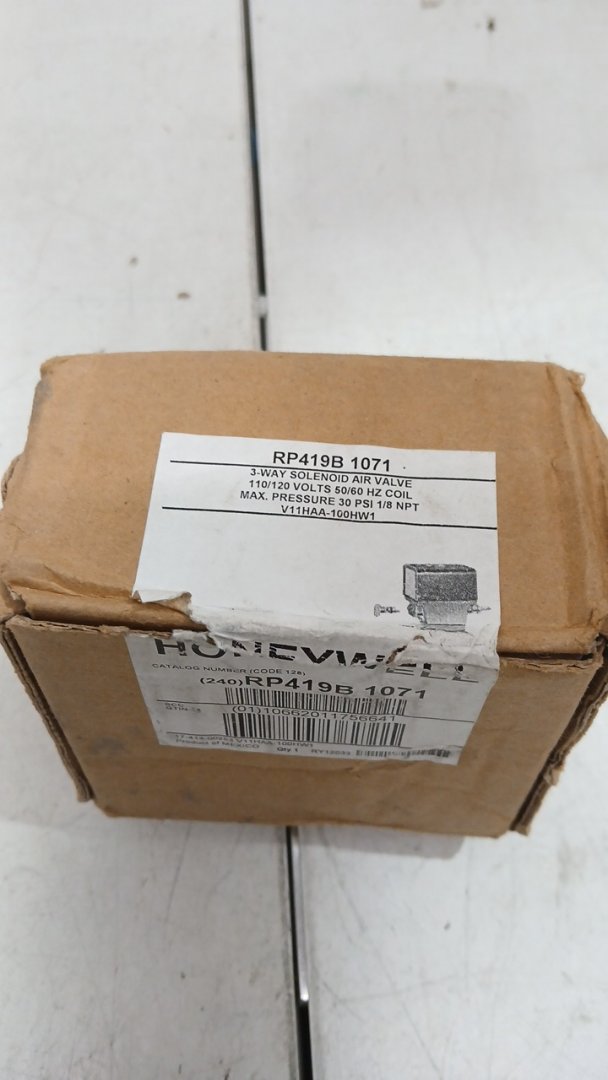 RP419B 1071
3-WAY SOLENOID AIR VALVE
110/120 VOLTS 50/60 HZ COIL
MAX. PRESSURE 30 PSI 1/8 NPT
V11HAA-100HW1
HONEYWELL
CATALOG NUMBER (CODE 128)
(240)RP419B 1071
(01)10662011756641
V11HAA-100HW1
Product of MEXICO Qty 1